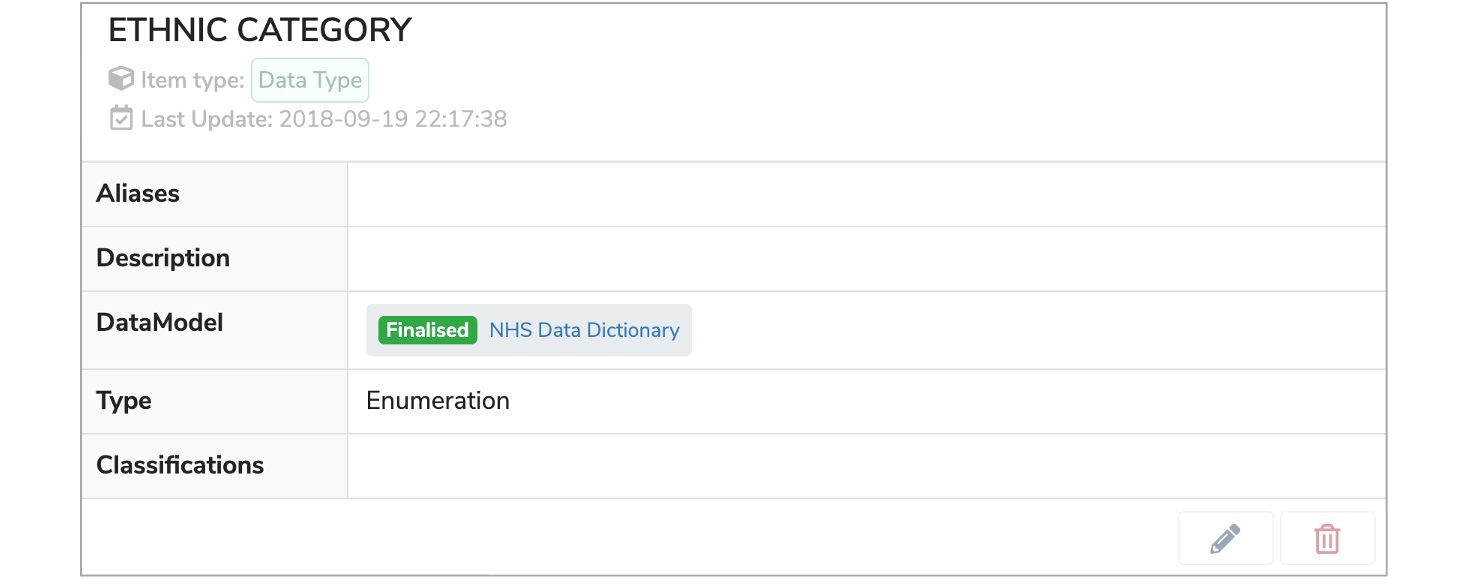 ETHNIC CATEGORY
Item type: Data Type
Last Update: 2018-09-19 22:17:38
Aliases
Description
DataModel Finalised NHS Data Dictionary
Type Enumeration
Classifications